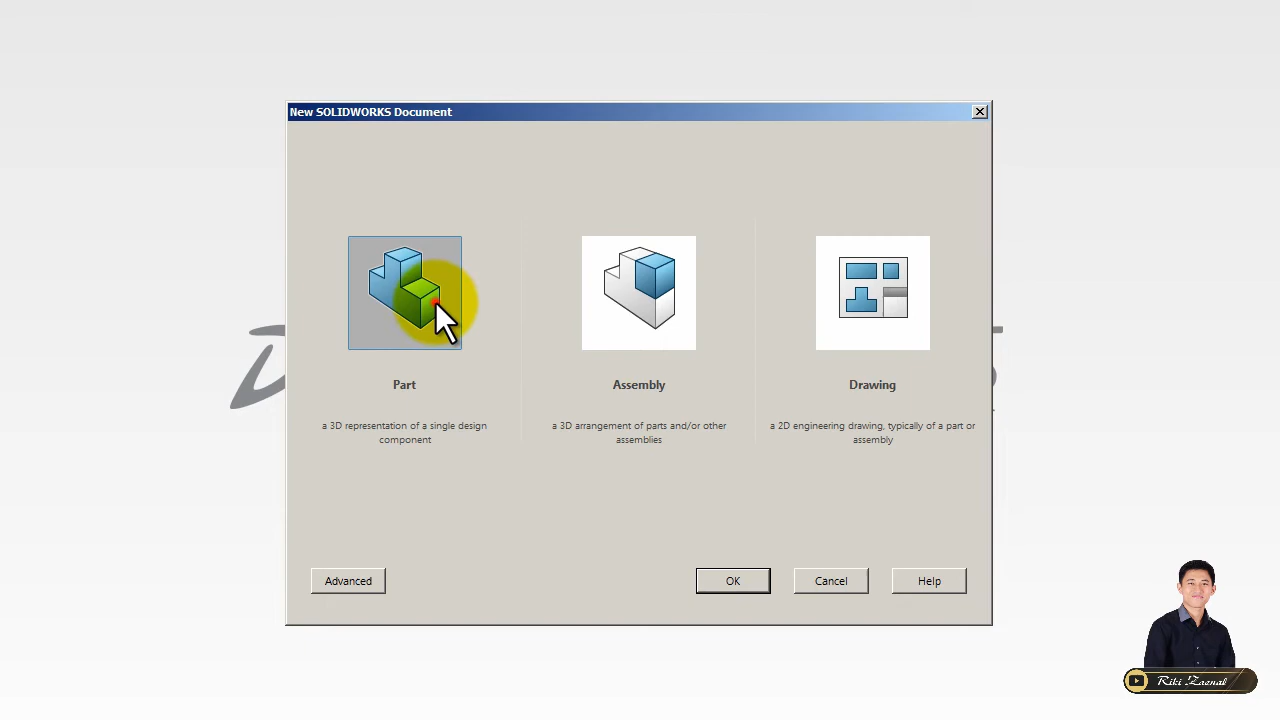 New SOLIDWORKS Document
Part
Assembly
Drawing
a 3D representation of a single design
component
a 3D arrangement of parts and/or other
assemblies
a 2D engineering drawing, typically of a part or
assembly
Advanced
OK
Cancel
Help
Riki Zaenal